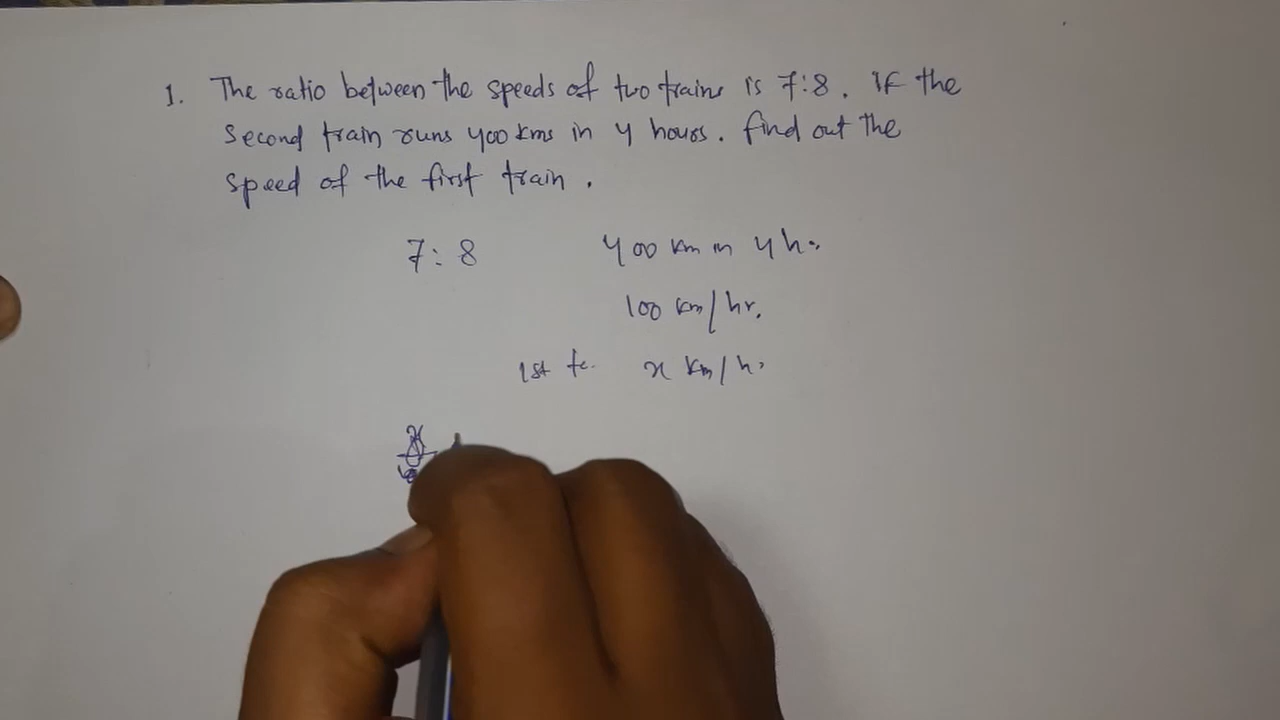 1. The ratio between the speeds of two trains is 7:8. If the
second train runs 400 kms in 4 hours. find out the
speed of the first train.
7:8 400 km in 4 h.
100 km/hr.
1st tr. x km/h.